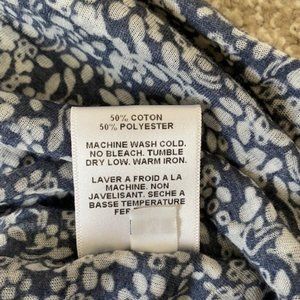 50% COTON
50% POLYESTER
MACHINE WASH COLD.
NO BLEACH. TUMBLE
DRY LOW. WARM IRON.
LAVER A FROID A LA
MACHINE. NON
JAVELISANT. SECHE A
BASSE TEMPERATURE